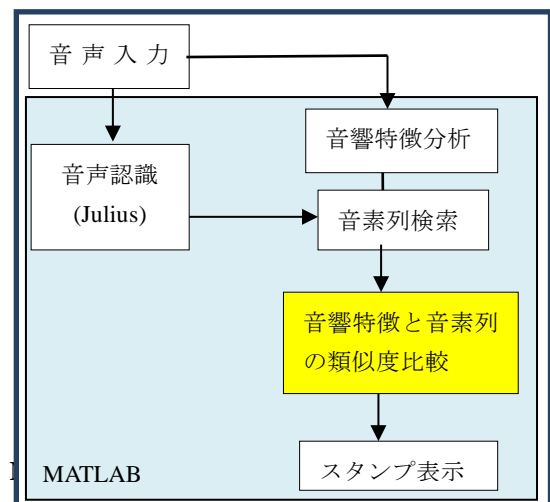 音 声 入 力
音響特徴分析
音声認識
(Julius)
音素列検索
音響特徴と音素列
の類似度比較
スタンプ表示
MATLAB